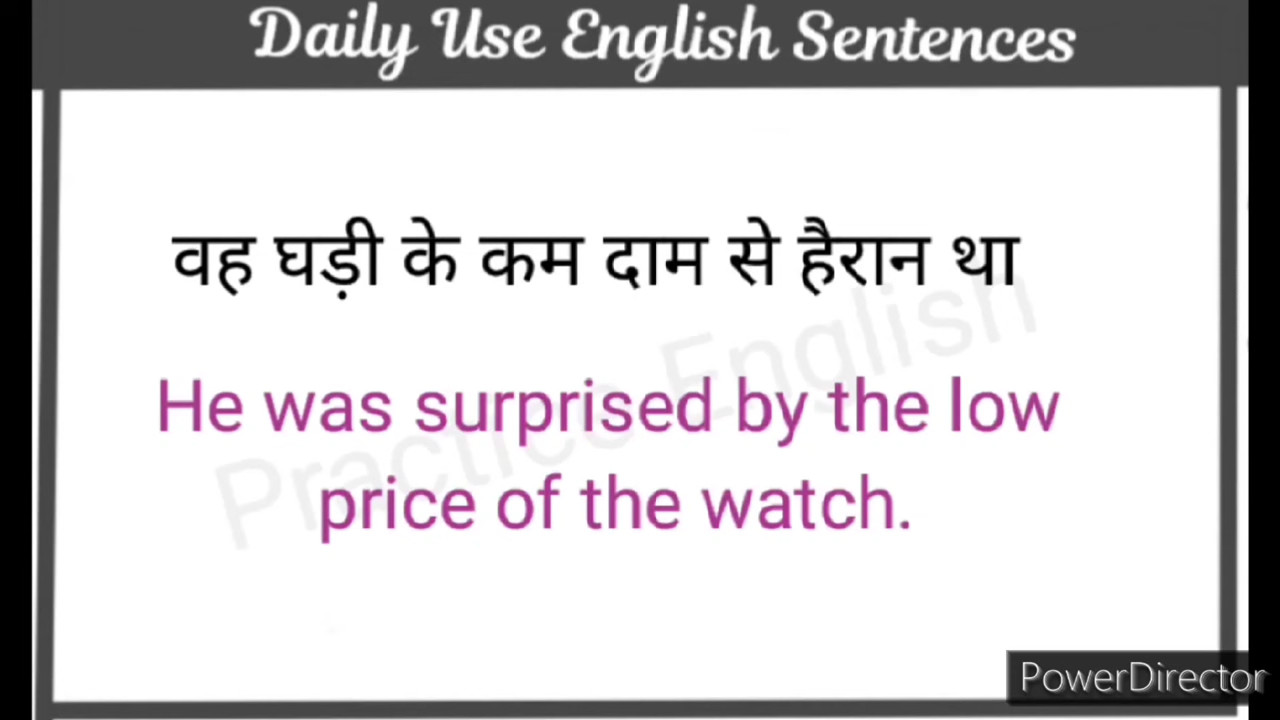 Daily Use English Sentences
वह घड़ी के कम दाम से हैरान था
He was surprised by the low
price of the watch.
Practice English
PowerDirector